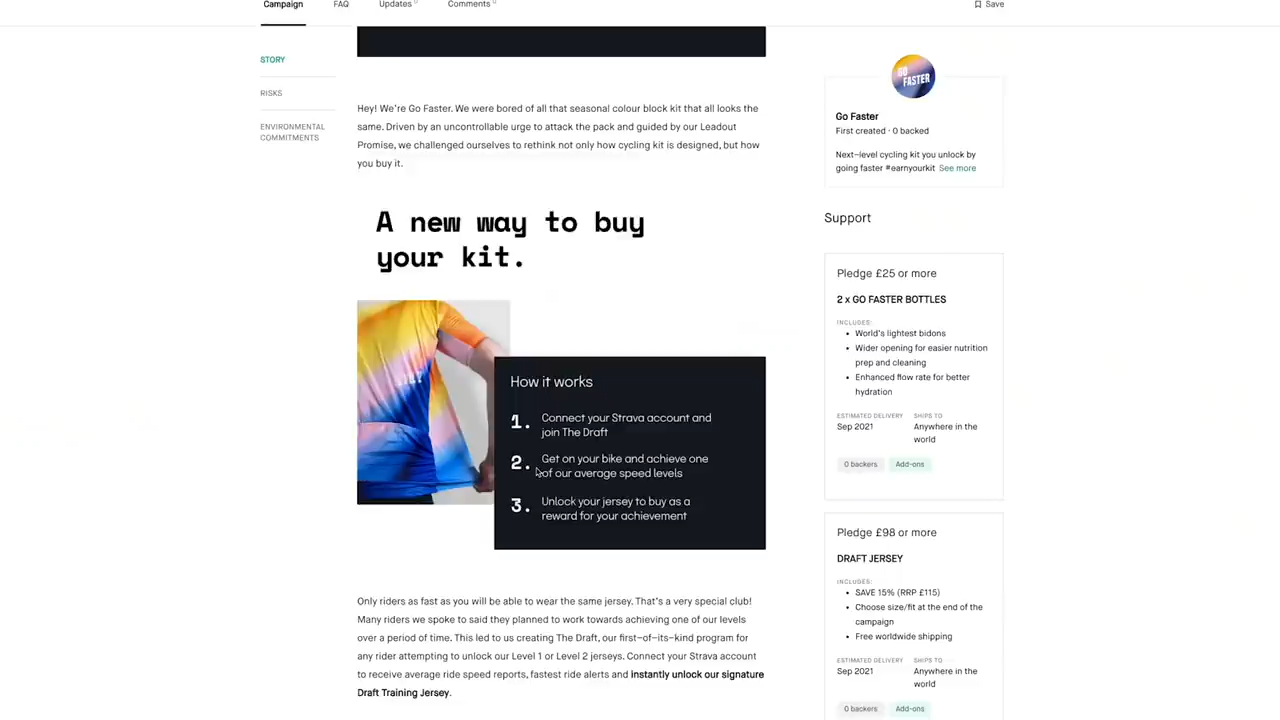 Campaign
FAQ
Updates 0
Comments 0
Save
STORY
RISKS
ENVIRONMENTAL
COMMITMENTS
Hey! We're Go Faster. We were bored of all that seasonal colour block kit that all looks the
same. Driven by an uncontrollable urge to attack the pack and guided by our Leadout
Promise, we challenged ourselves to rethink not only how cycling kit is designed, but how
you buy it.
A new way to buy
your kit.
How it works
1. Connect your Strava account and
join The Draft
2. Get on your bike and achieve one
of our average speed levels
3. Unlock your jersey to buy as a
reward for your achievement
Only riders as fast as you will be able to wear the same jersey. That's a very special club!
Many riders we spoke to said they planned to work towards achieving one of our levels
over a period of time. This led to us creating The Draft, our first-of-its-kind program for
any rider attempting to unlock our Level 1 or Level 2 jerseys. Connect your Strava account
to receive average ride speed reports, fastest ride alerts and instantly unlock our signature
Draft Training Jersey.
GO
FASTER
Go Faster
First created · 0 backed
Next-level cycling kit you unlock by
going faster #earnyourkit See more
Support
Pledge £25 or more
2 x GO FASTER BOTTLES
INCLUDES:
• World's lightest bidons
• Wider opening for easier nutrition
prep and cleaning
• Enhanced flow rate for better
hydration
ESTIMATED DELIVERY SHIPS TO
Sep 2021 Anywhere in the
world
0 backers Add-ons
Pledge £98 or more
DRAFT JERSEY
INCLUDES:
• SAVE 15% (RRP £115)
• Choose size/fit at the end of the
campaign
• Free worldwide shipping
ESTIMATED DELIVERY SHIPS TO
Sep 2021 Anywhere in the
world
0 backers Add-ons